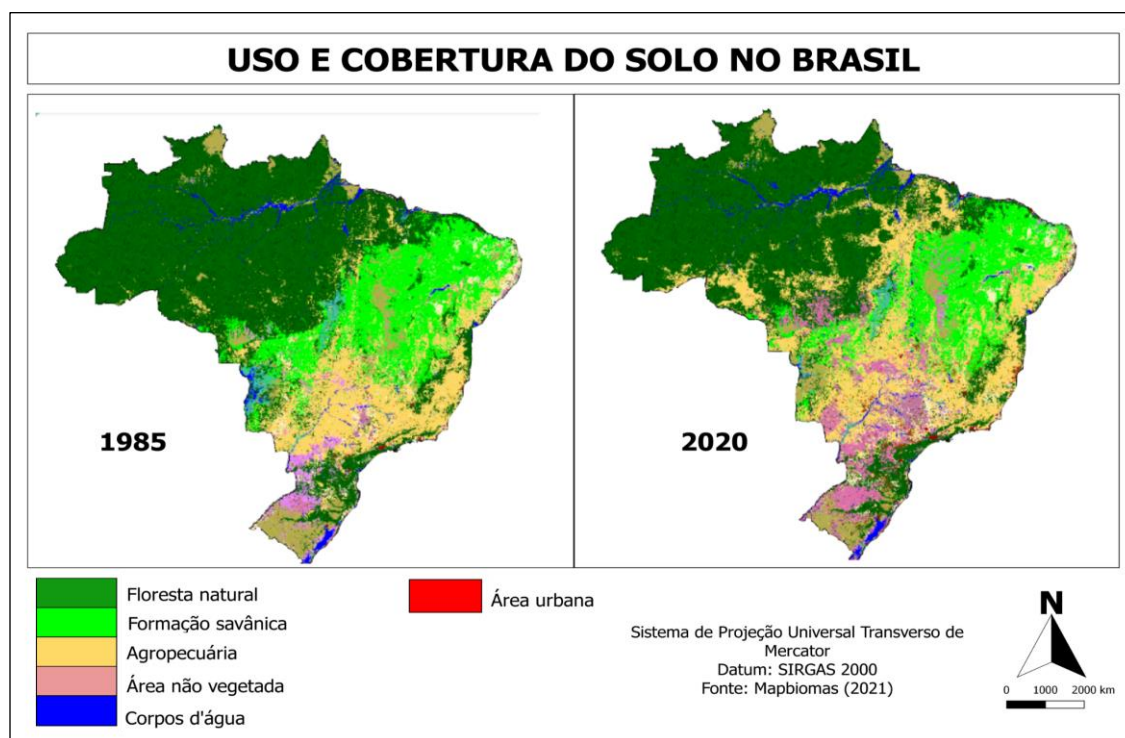 USO E COBERTURA DO SOLO NO BRASIL
1985
2020
Floresta natural
Formação savânica
Agropecuária
Área não vegetada
Corpos d'água
Área urbana
Sistema de Projeção Universal Transverso de
Mercator
Datum: SIRGAS 2000
Fonte: Mapbiomas (2021)
N
0 1000 2000 km